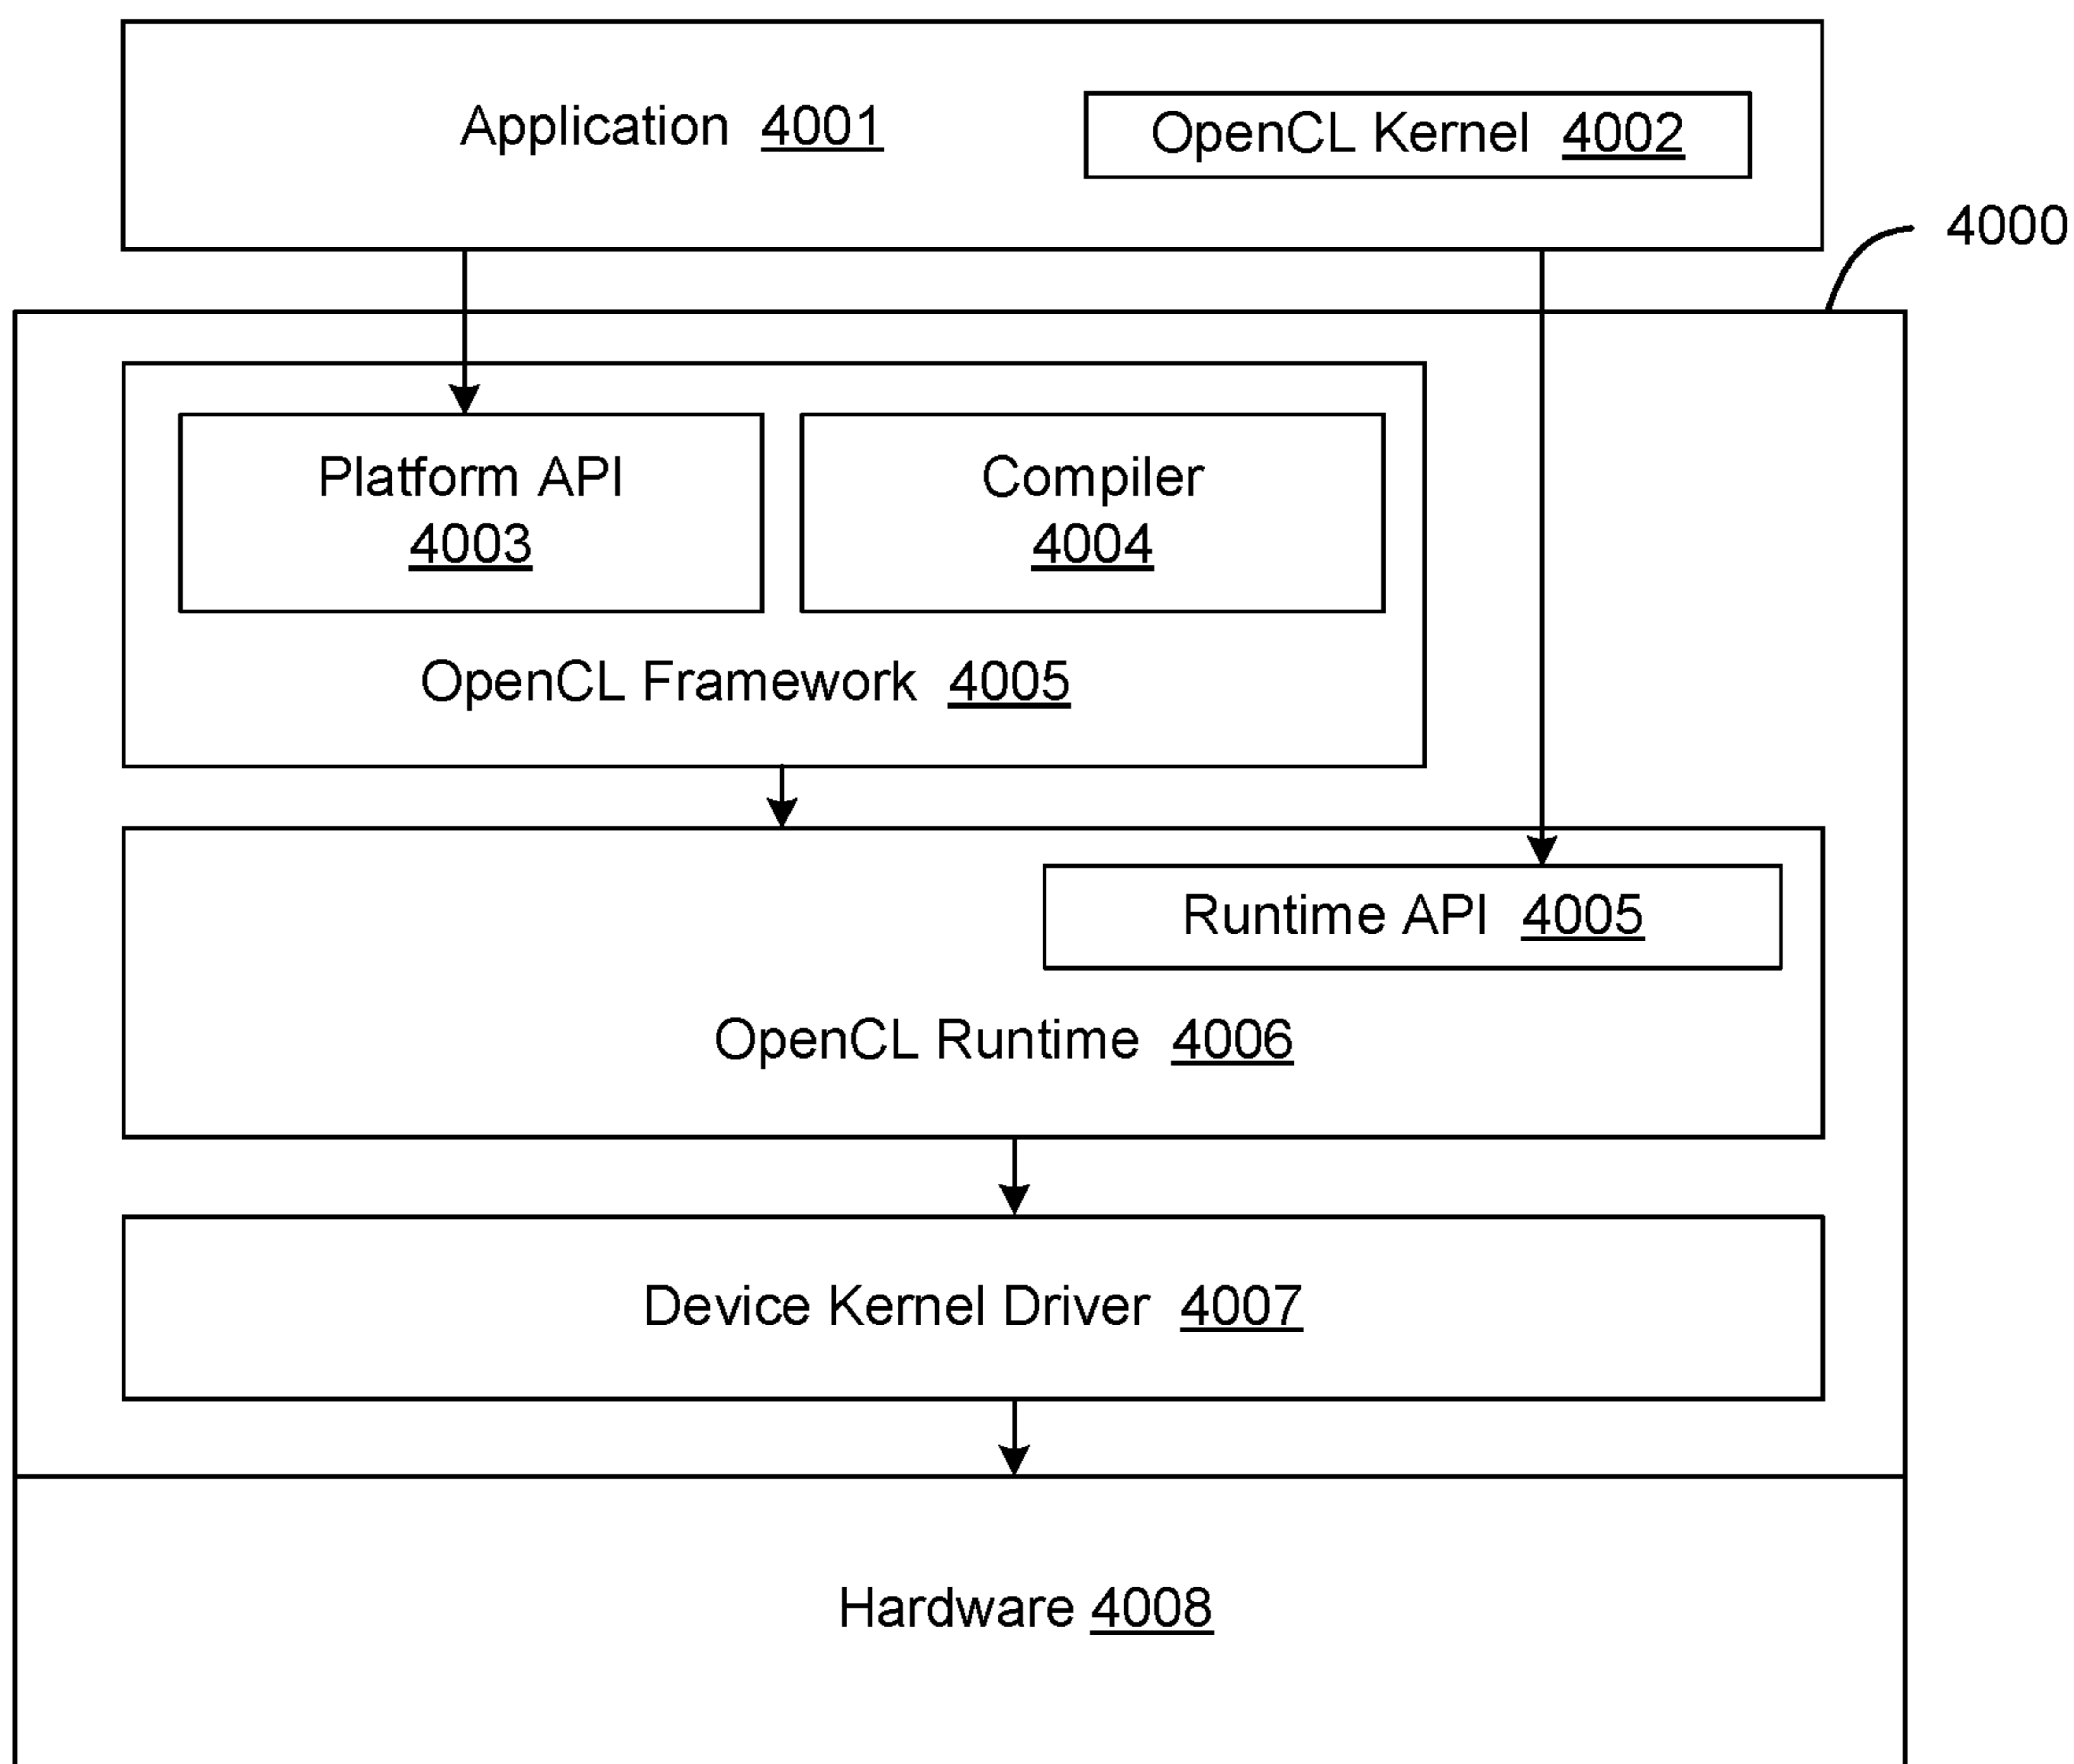 Application 4001
OpenCL Kernel 4002
4000
Platform API
4003
Compiler
4004
OpenCL Framework 4005
Runtime API 4005
OpenCL Runtime 4006
Device Kernel Driver 4007
Hardware 4008